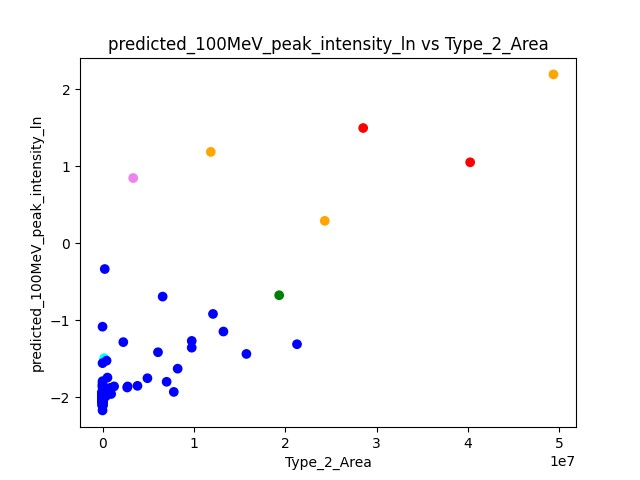 predicted_100MeV_peak_intensity_ln vs Type_2_Area
predicted_100MeV_peak_intensity_ln
2
1
0
−1
−2
0 1 2 3 4 5
1e7
Type_2_Area